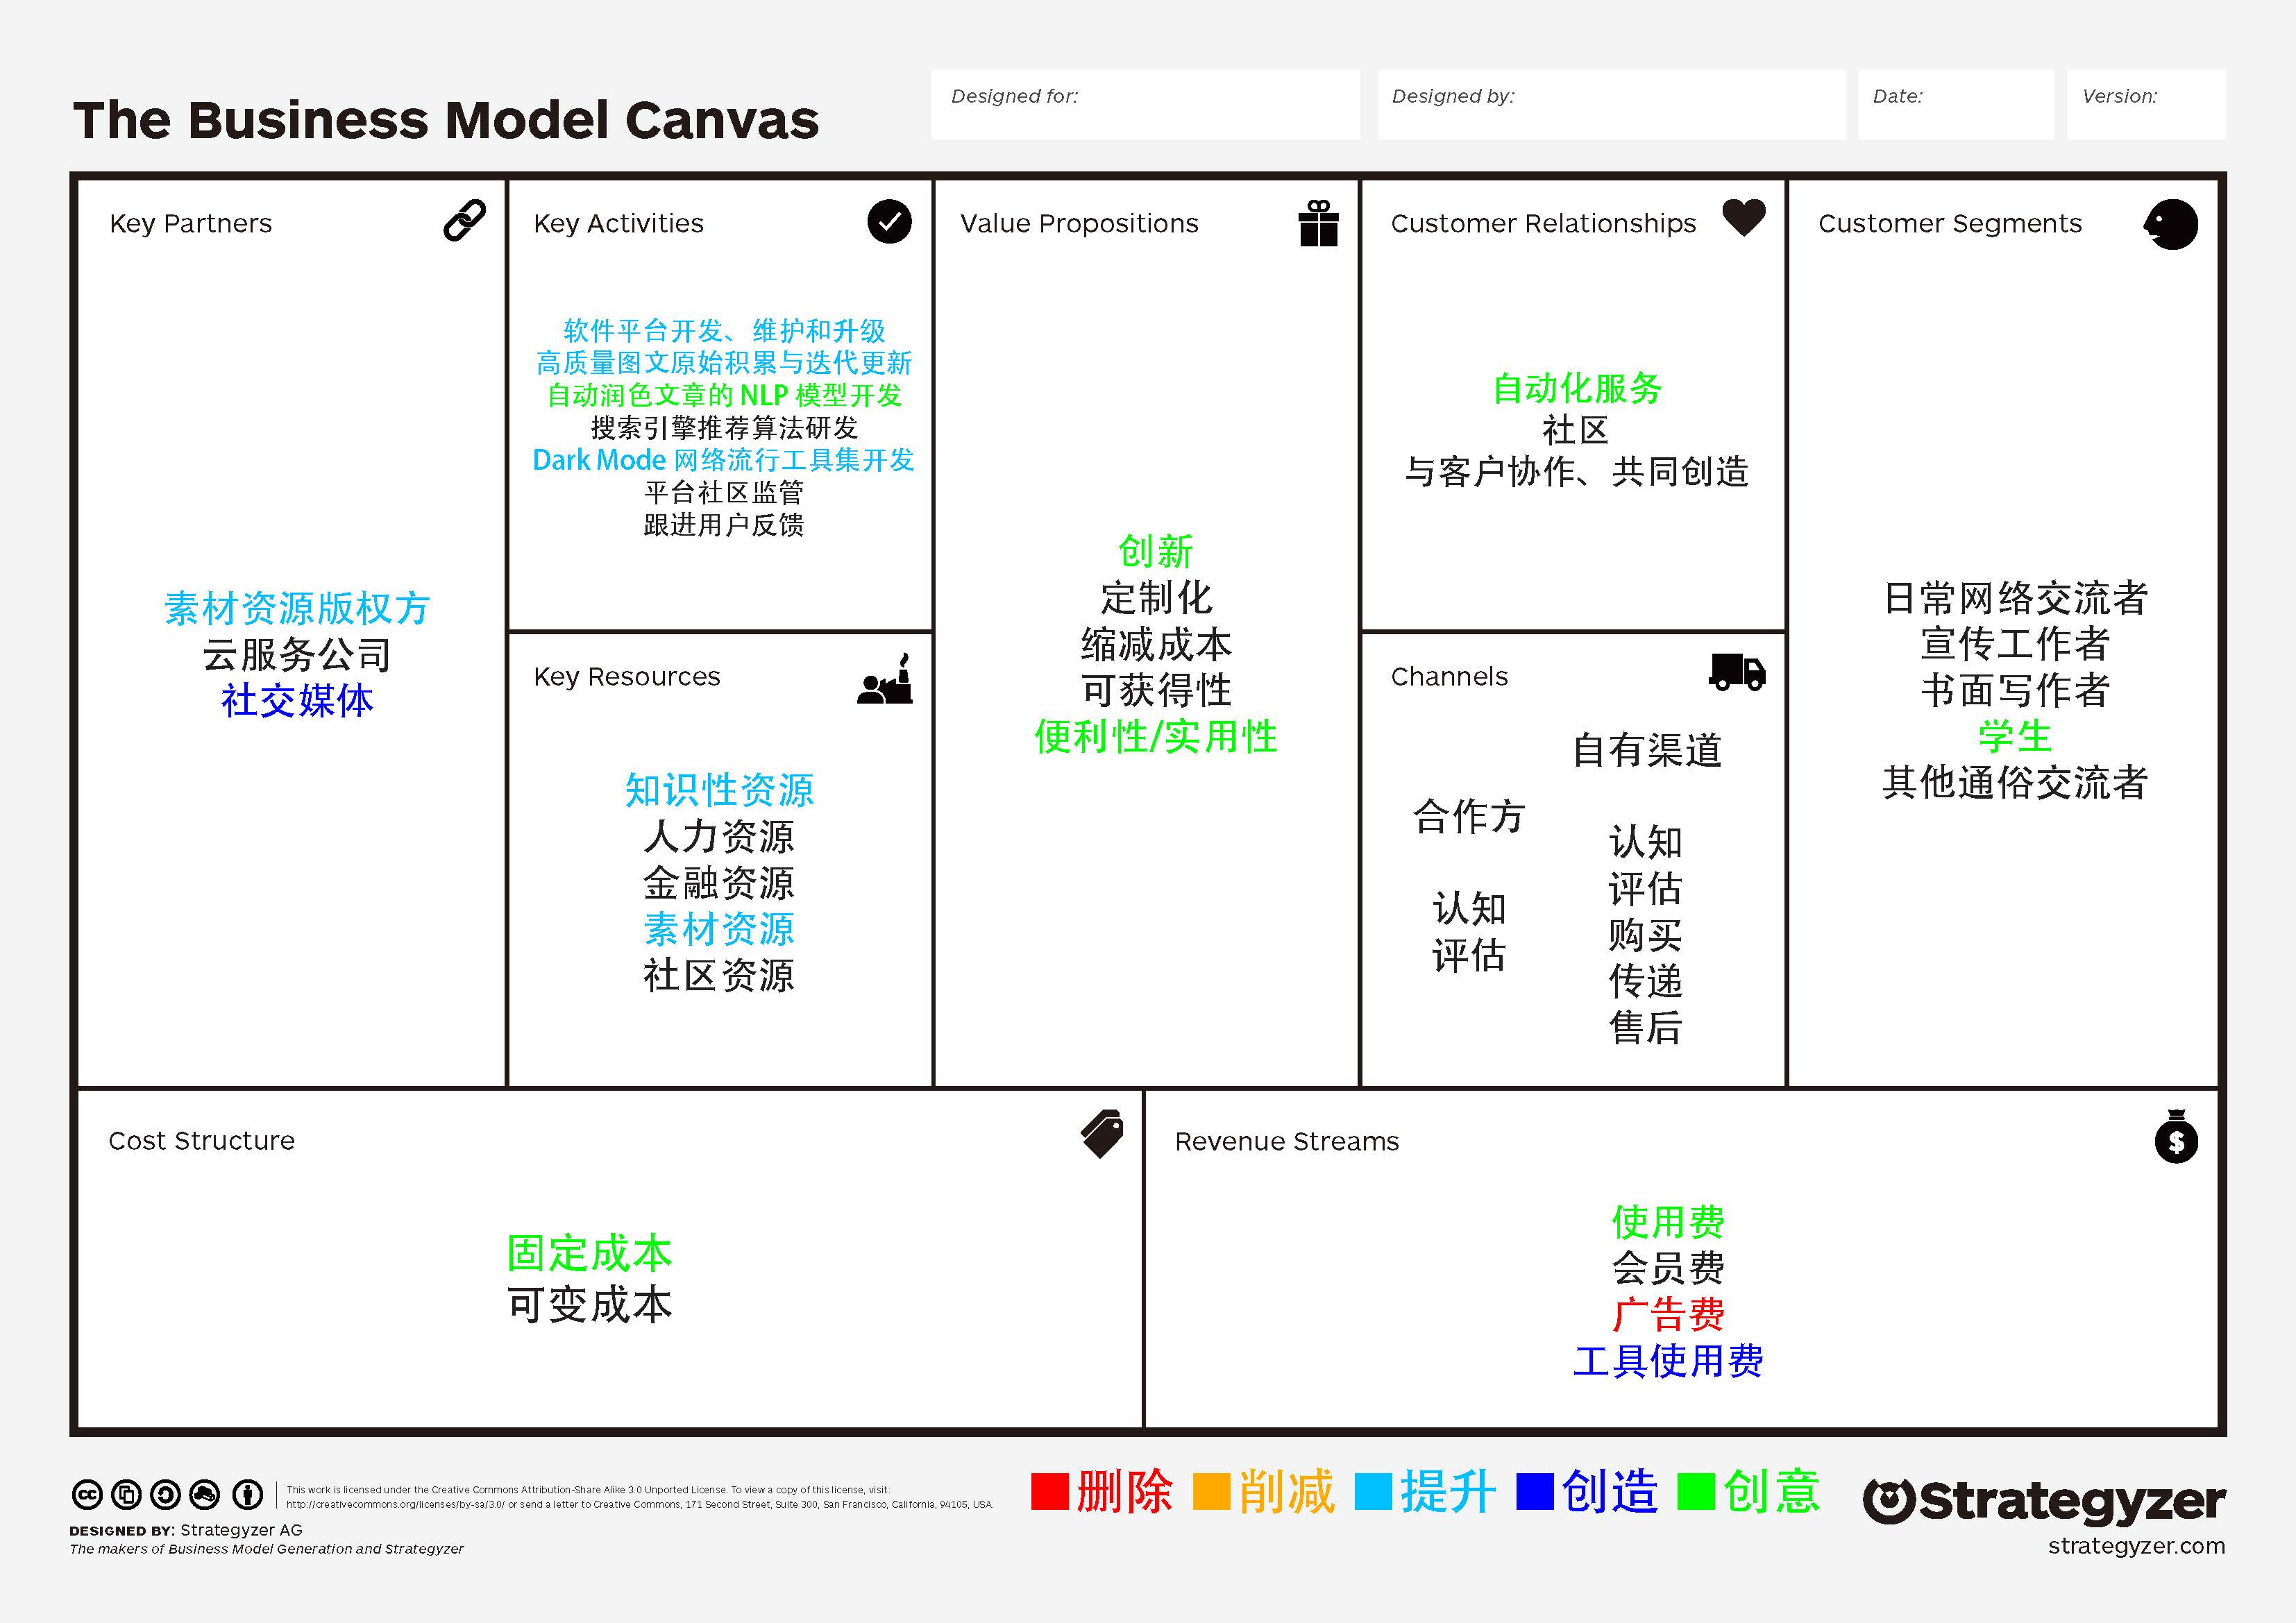 The Business Model Canvas
Designed for:
Designed by:
Date:
Version:
Key Partners
素材资源版权方
云服务公司
社交媒体
Key Activities
软件平台开发、维护和升级
高质量图文原始积累与迭代更新
自动润色文章的 NLP 模型开发
搜索引擎推荐算法研发
Dark Mode 网络流行工具集开发
平台社区监管
跟进用户反馈
Key Resources
知识性资源
人力资源
金融资源
素材资源
社区资源
Value Propositions
创新
定制化
缩减成本
可获得性
便利性/实用性
Customer Relationships
自动化服务
社区
与客户协作、共同创造
Channels
合作方
认知
评估
自有渠道
认知
评估
购买
传递
售后
Customer Segments
日常网络交流者
宣传工作者
书面写作者
学生
其他通俗交流者
Cost Structure
固定成本
可变成本
Revenue Streams
$
使用费
会员费
广告费
工具使用费
cc
This work is licensed under the Creative Commons Attribution-Share Alike 3.0 Unported License. To view a copy of this license, visit:
http://creativecommons.org/licenses/by-sa/3.0/ or send a letter to Creative Commons, 171 Second Street, Suite 300, San Francisco, California, 94105, USA.
DESIGNED BY: Strategyzer AG
The makers of Business Model Generation and Strategyzer
删除 削减 提升 创造 创意
Strategyzer
strategyzer.com